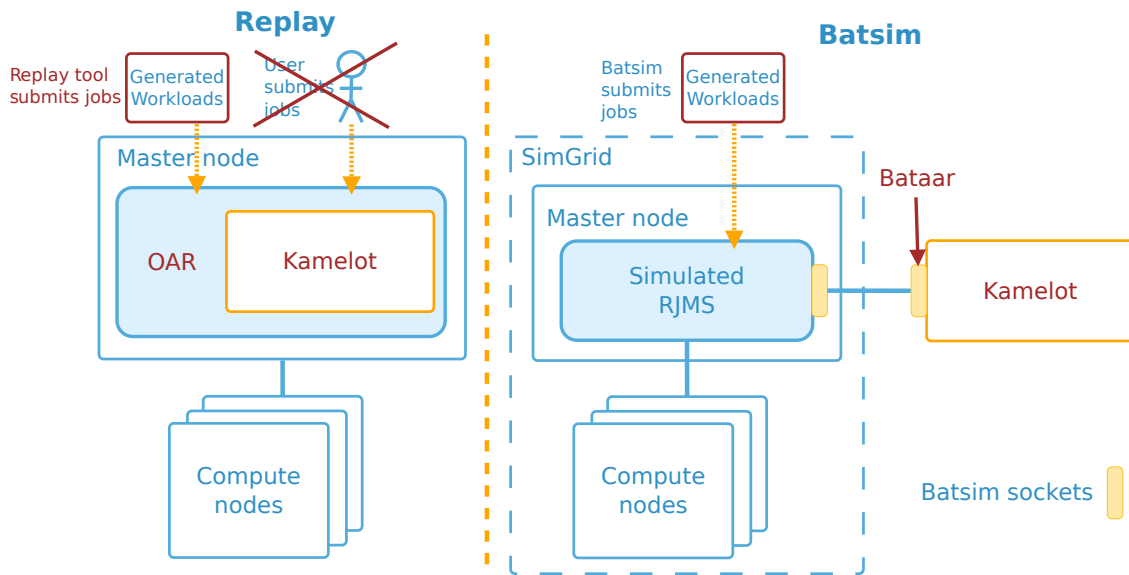 Replay
Replay tool
submits jobs
Generated
Workloads
User
submits
jobs
Master node
OAR
Kamelot
Compute
nodes
Batsim
Batsim
submits
jobs
Generated
Workloads
SimGrid
Master node
Simulated
RJMS
Bataar
Kamelot
Compute
nodes
Batsim sockets